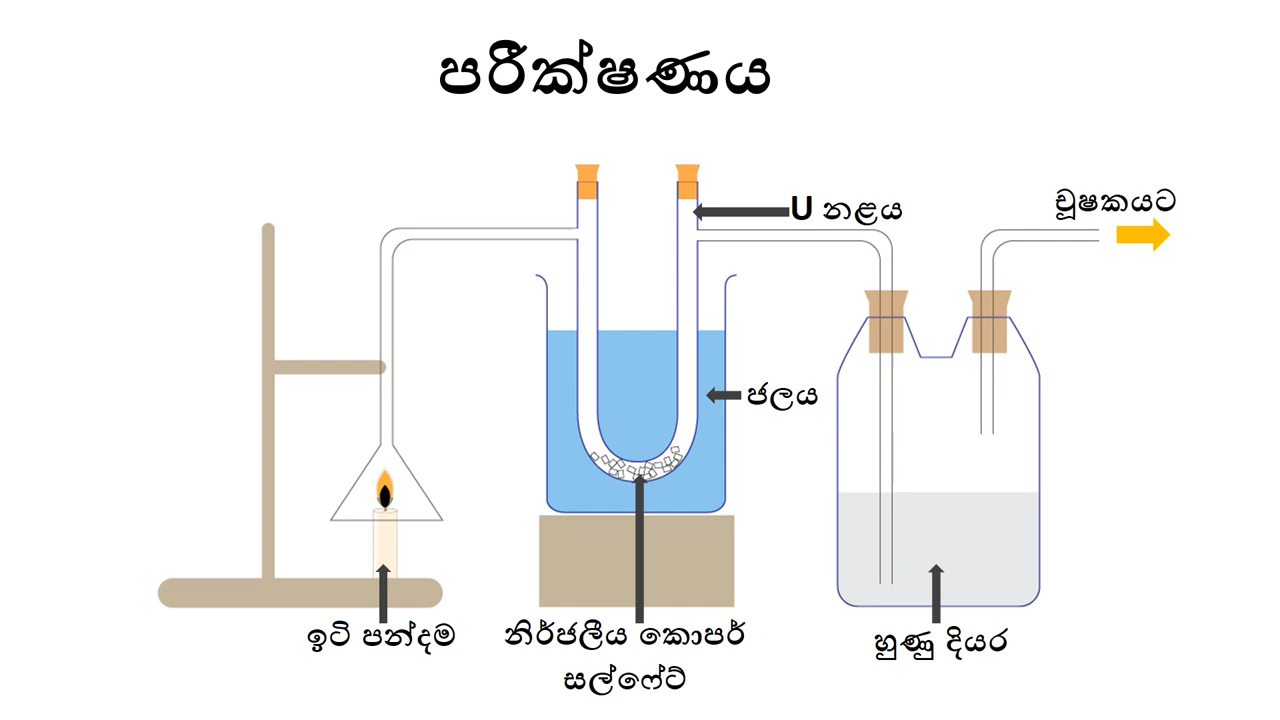 පරීක්ෂණය
U නළය
චූෂකයට
ජලය
ඉටි පන්දම
නිර්ජලීය කොපර්
සල්ෆේට්
හුණු දියර